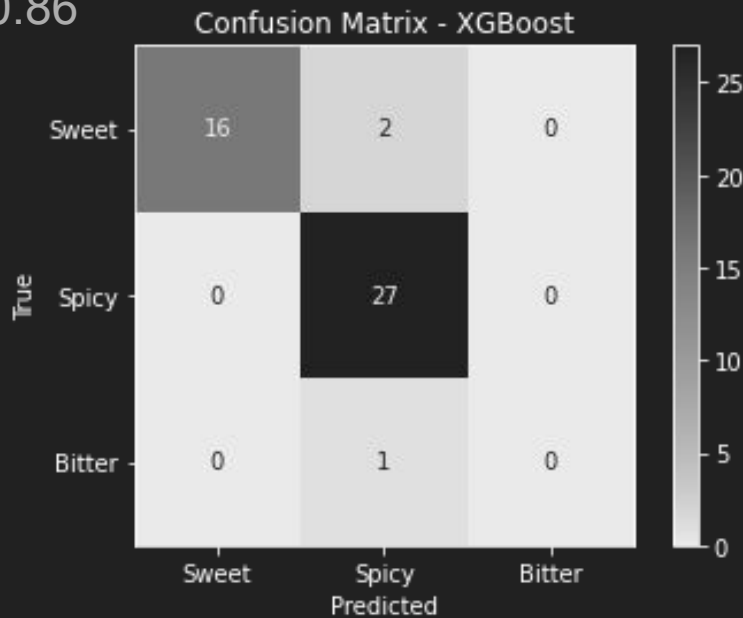 0.86
Confusion Matrix - XGBoost
Sweet 16 2 0
Spicy 0 27 0
Bitter 0 1 0
True
Sweet Spicy Bitter
Predicted
25
20
15
10
5
0